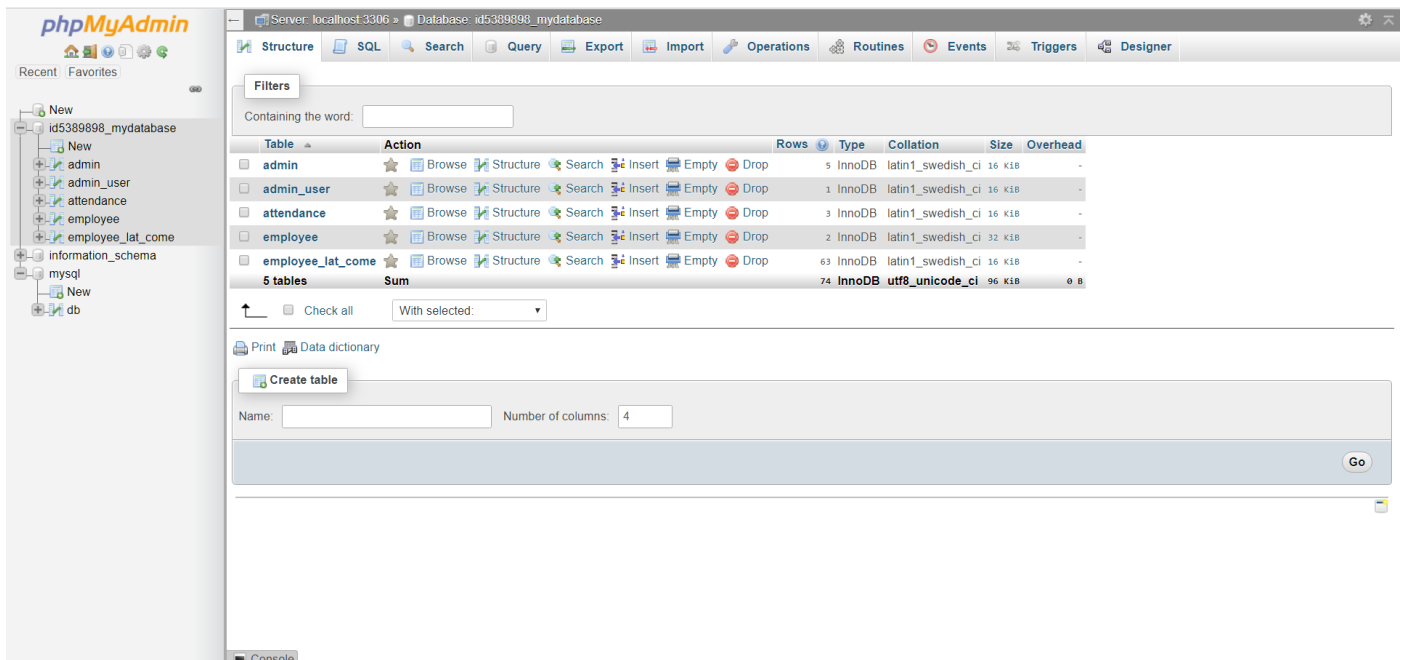 phpMyAdmin
Recent Favorites
New
id5389898_mydatabase
New
admin
admin_user
attendance
employee
employee_lat_come
information_schema
mysql
New
db
Server: localhost:3306 » Database: id5389898_mydatabase
Structure SQL Search Query Export Import Operations Routines Events Triggers Designer
Filters
Containing the word:
Table Action Rows Type Collation Size Overhead
admin Browse Structure Search Insert Empty Drop 5 InnoDB latin1_swedish_ci 16 KiB -
admin_user Browse Structure Search Insert Empty Drop 1 InnoDB latin1_swedish_ci 16 KiB -
attendance Browse Structure Search Insert Empty Drop 3 InnoDB latin1_swedish_ci 16 KiB -
employee Browse Structure Search Insert Empty Drop 2 InnoDB latin1_swedish_ci 32 KiB -
employee_lat_come Browse Structure Search Insert Empty Drop 63 InnoDB latin1_swedish_ci 16 KiB -
5 tables Sum 74 InnoDB utf8_unicode_ci 96 KiB 0 B
Check all With selected:
Print Data dictionary
Create table
Name: Number of columns: 4
Go
Console